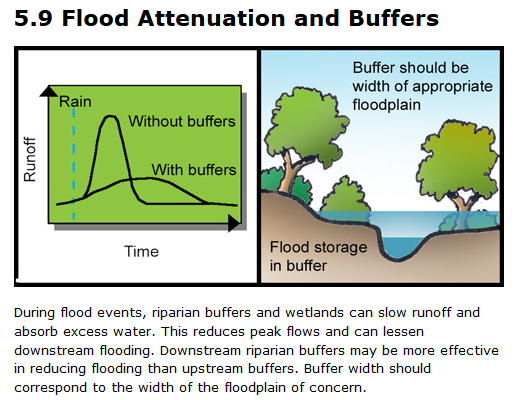 5.9 Flood Attenuation and Buffers
Rain
Without buffers
With buffers
Runoff
Time
Buffer should be
width of appropriate
floodplain
Flood storage
in buffer
During flood events, riparian buffers and wetlands can slow runoff and
absorb excess water. This reduces peak flows and can lessen
downstream flooding. Downstream riparian buffers may be more effective
in reducing flooding than upstream buffers. Buffer width should
correspond to the width of the floodplain of concern.